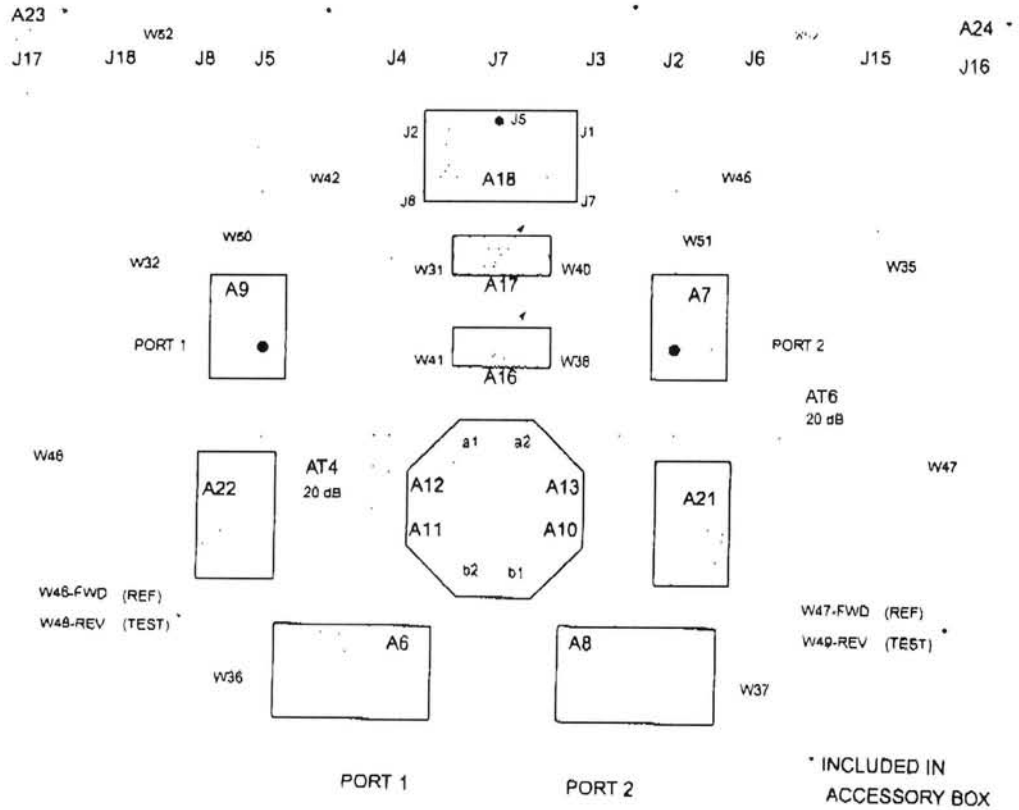 A23
A24
W52
J17 J18 J8 J5 J4 J7 J3 J2 J6 J15 J16
J2 J5 J1
W42 A18 W45
J8 J7
W50 W51
W32 W31 W40 W35
A9 A17 A7
PORT 1 PORT 2
W41 W38
A16
AT6
20 dB
a1 a2
W46 W47
AT4
20 dB
A12 A13
A22 A21
A11 A10
b2 b1
W46-FWD (REF)
W48-REV (TEST) *
W47-FWD (REF)
W49-REV (TEST) *
A6 A8
W36 W37
PORT 1 PORT 2
* INCLUDED IN
ACCESSORY BOX